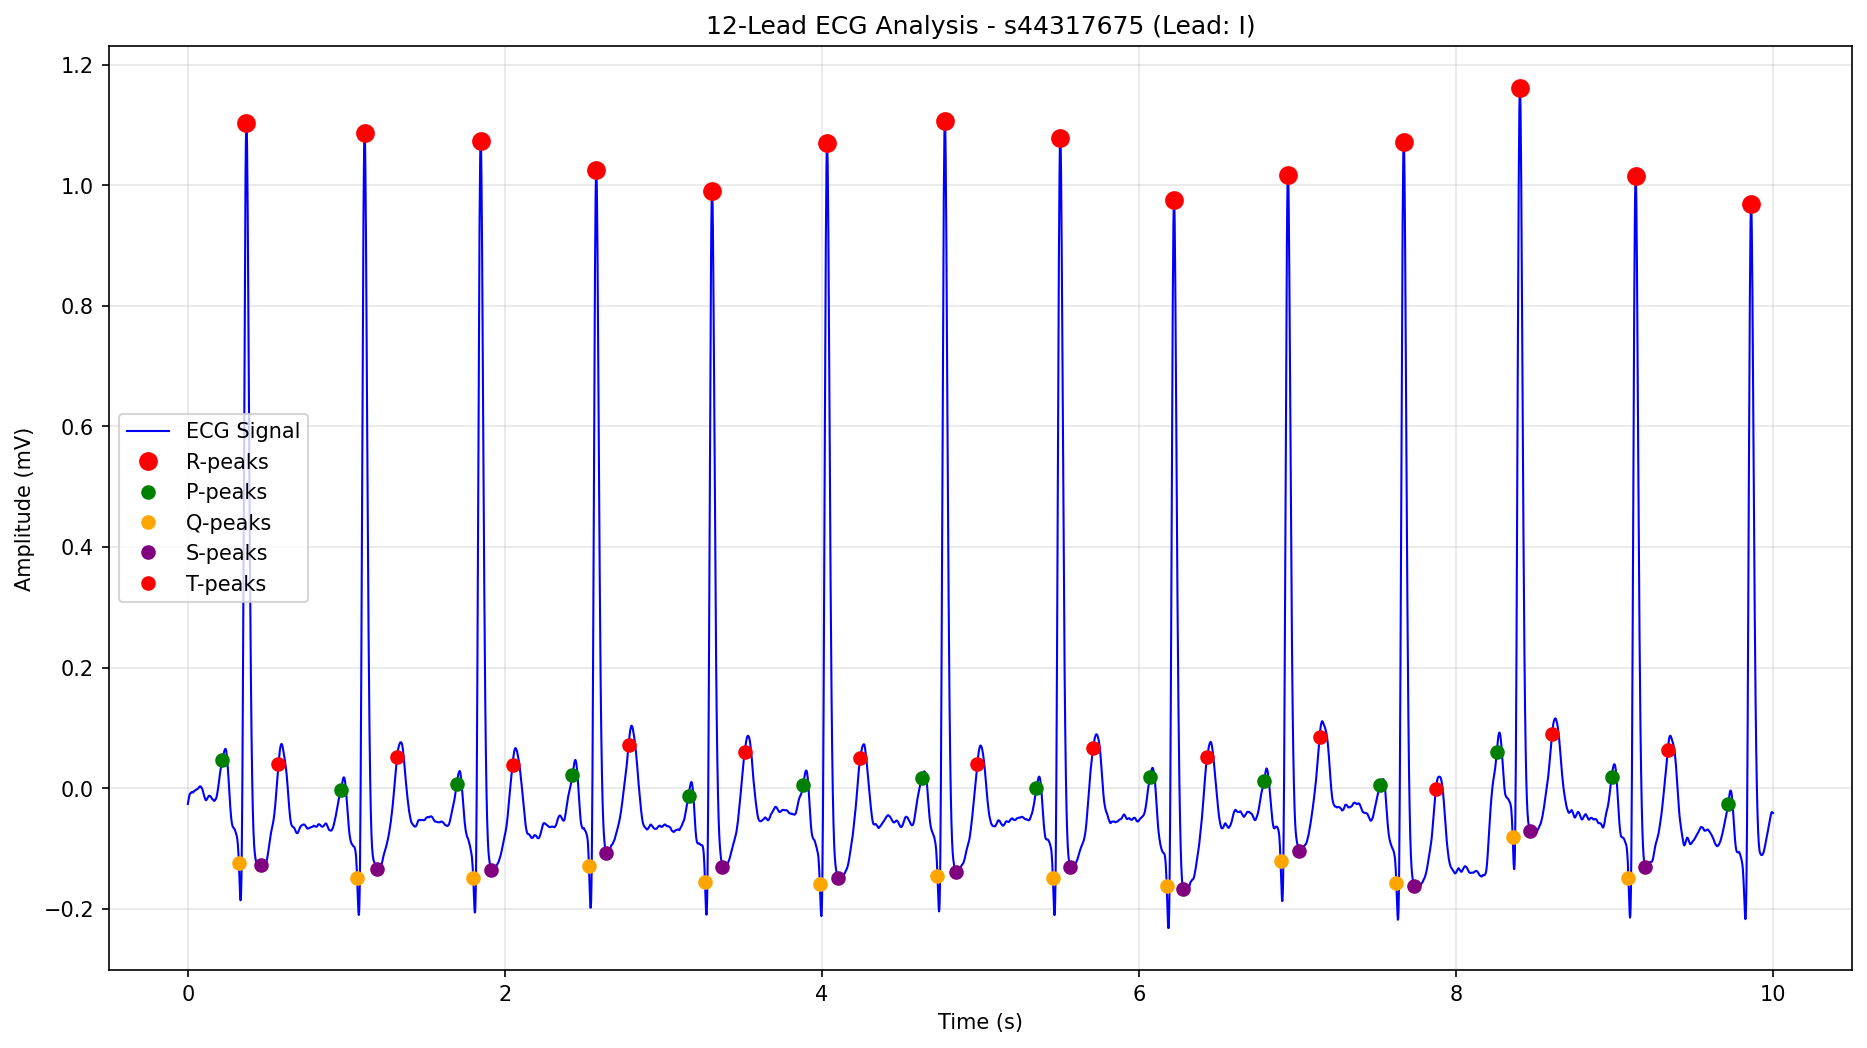 12-Lead ECG Analysis - s44317675 (Lead: I)
1.2
1.0
0.8
0.6
0.4
0.2
0.0
−0.2
Amplitude (mV)
ECG Signal
R-peaks
P-peaks
Q-peaks
S-peaks
T-peaks
0 2 4 6 8 10
Time (s)